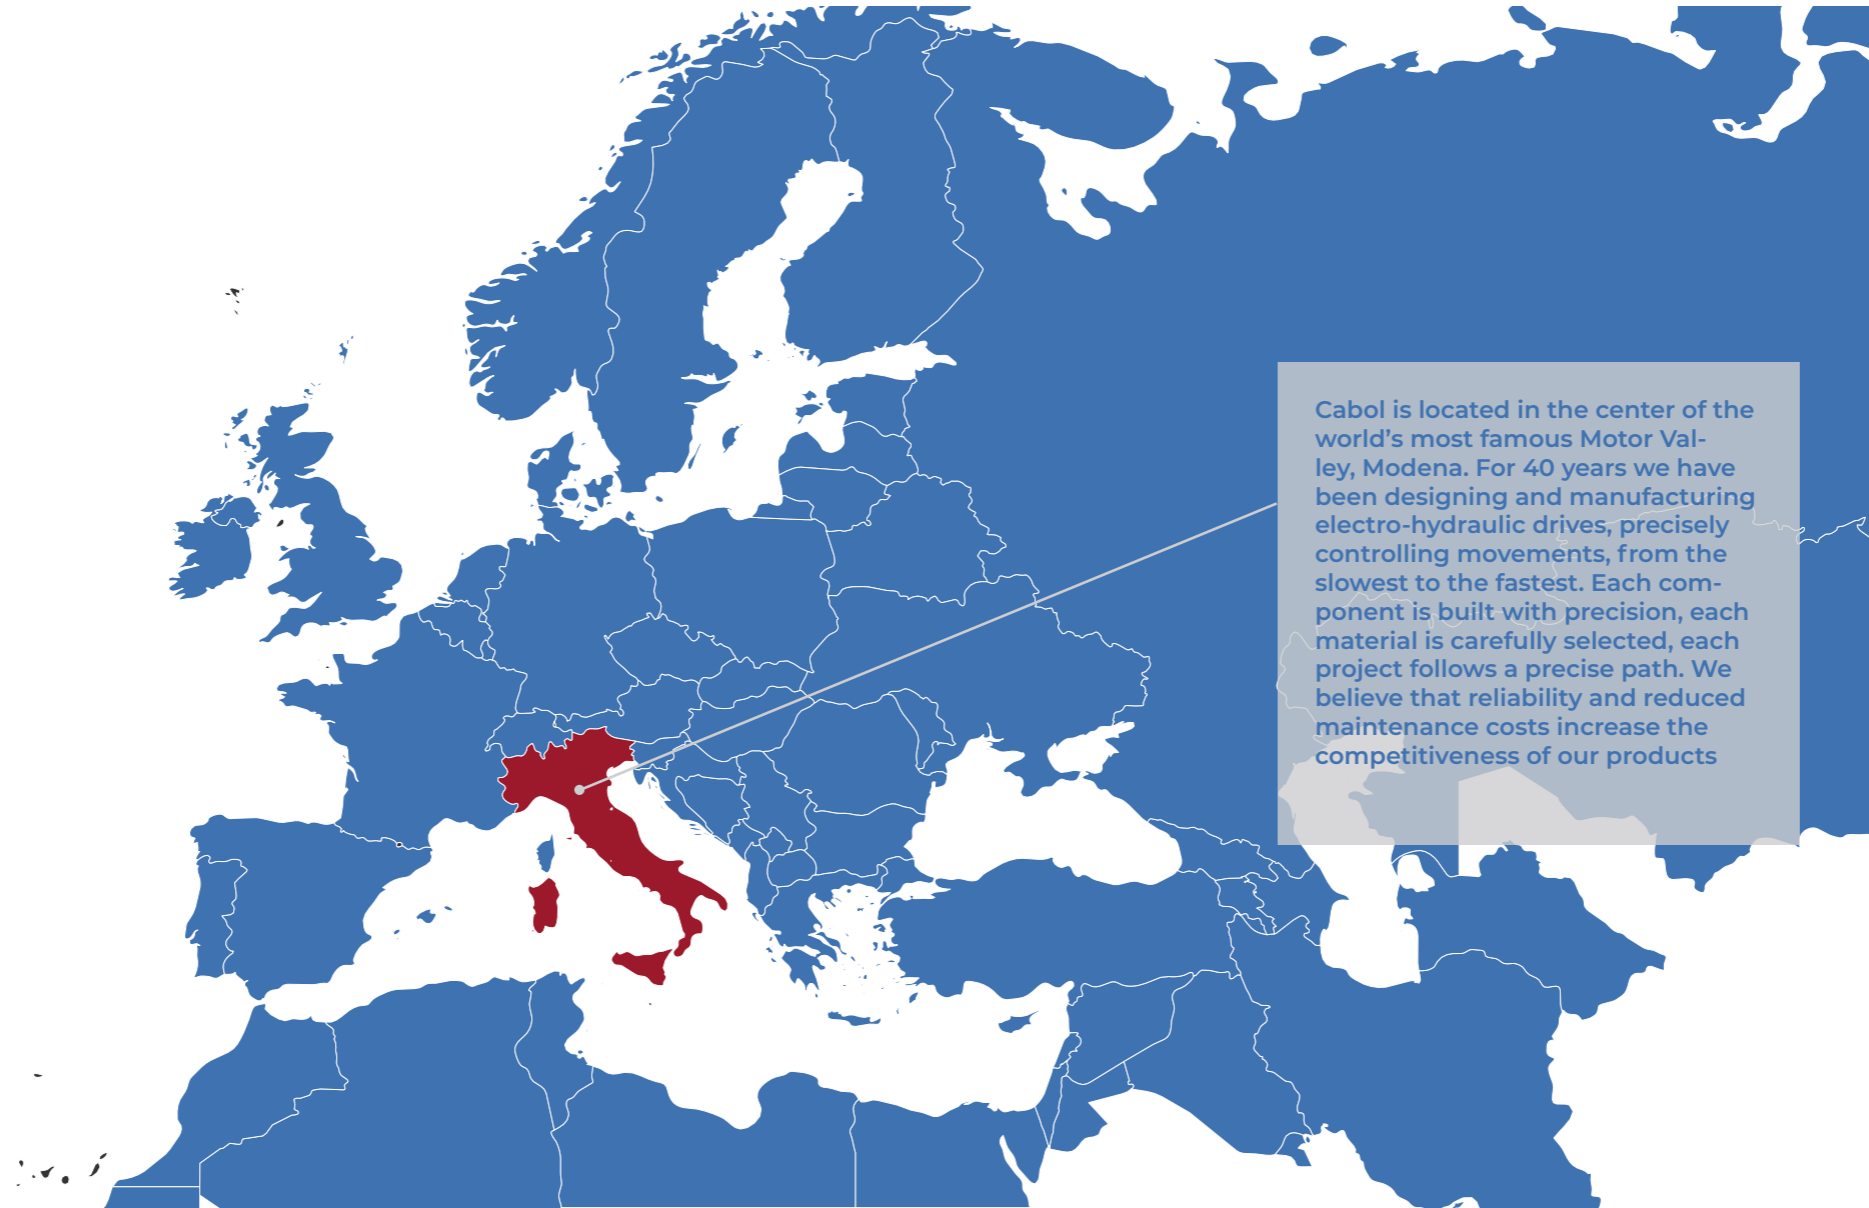 Cabol is located in the center of the
world’s most famous Motor Val-
ley, Modena. For 40 years we have
been designing and manufacturing
electro-hydraulic drives, precisely
controlling movements, from the
slowest to the fastest. Each com-
ponent is built with precision, each
material is carefully selected, each
project follows a precise path. We
believe that reliability and reduced
maintenance costs increase the
competitiveness of our products